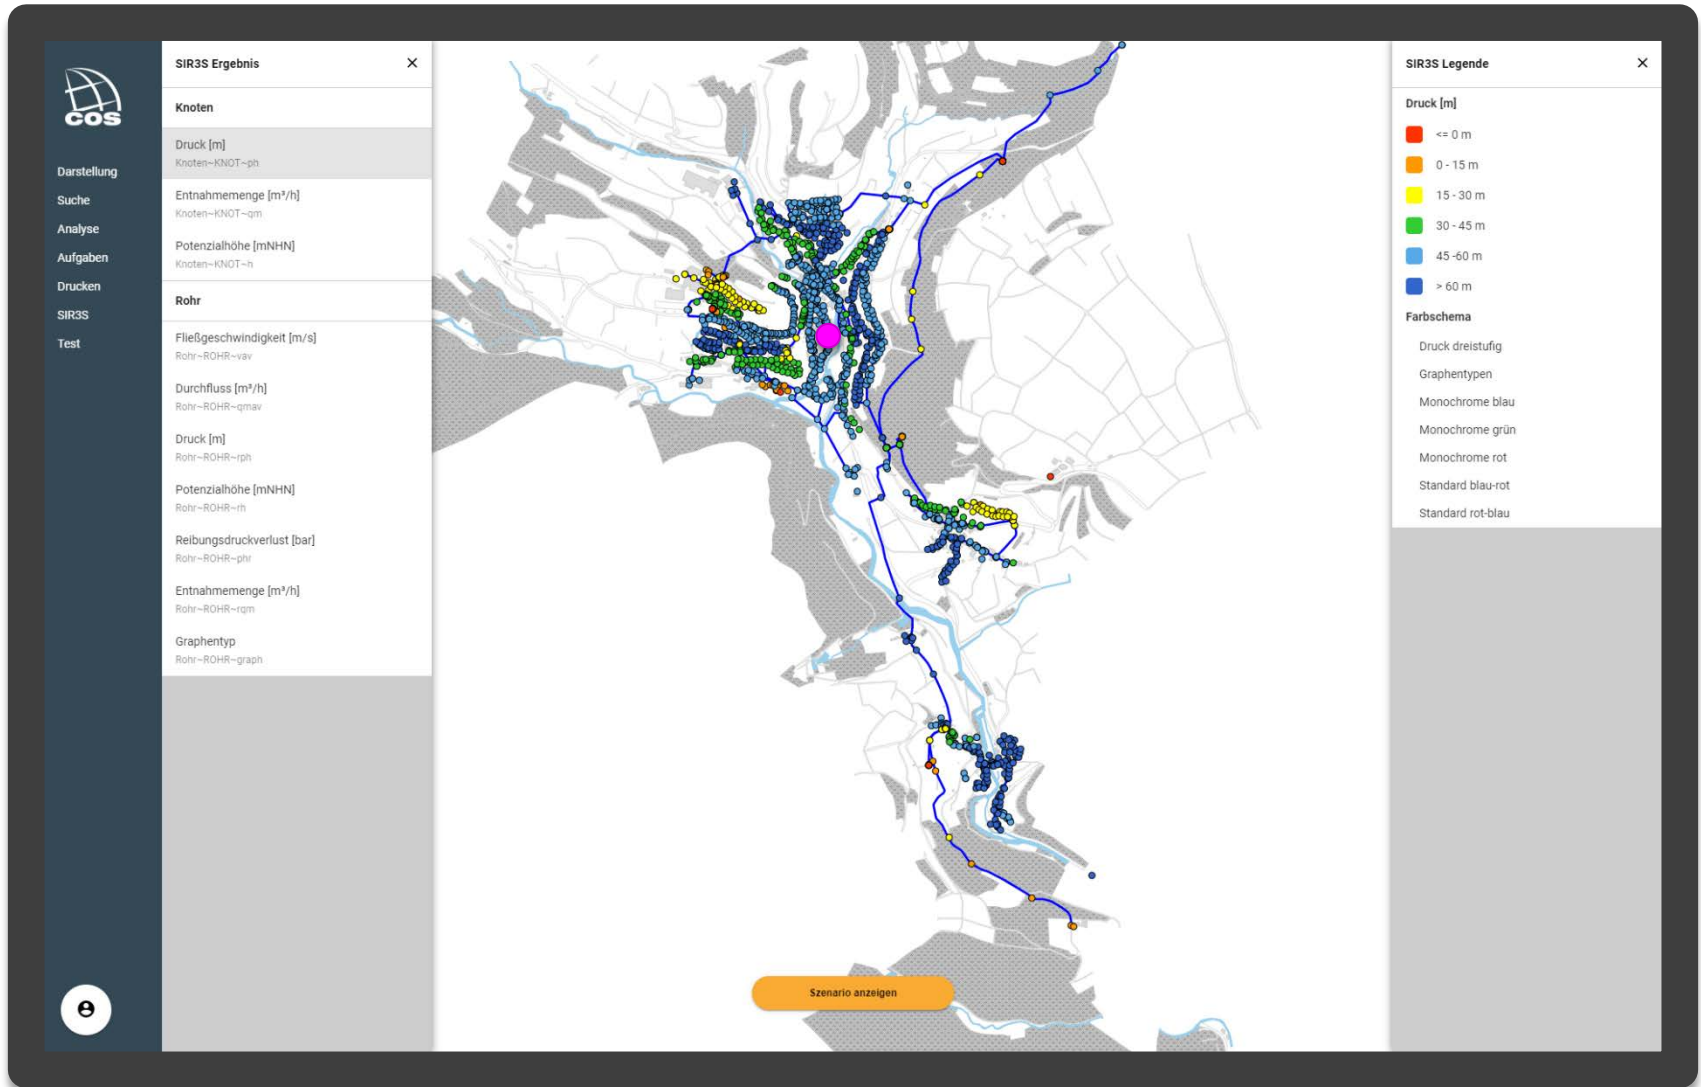 cos
Darstellung
Suche
Analyse
Aufgaben
Drucken
SIR3S
Test
SIR3S Ergebnis
Knoten
Druck [m]
Knoten~KNOT~ph
Entnahmemenge [m³/h]
Knoten~KNOT~qm
Potenzialhöhe [mNHN]
Knoten~KNOT~h
Rohr
Fließgeschwindigkeit [m/s]
Rohr~ROHR~vav
Durchfluss [m³/h]
Rohr~ROHR~qmav
Druck [m]
Rohr~ROHR~rph
Potenzialhöhe [mNHN]
Rohr~ROHR~rh
Reibungsdruckverlust [bar]
Rohr~ROHR~phr
Entnahmemenge [m³/h]
Rohr~ROHR~rqm
Graphentyp
Rohr~ROHR~graph
Szenario anzeigen
SIR3S Legende
Druck [m]
<= 0 m
0 - 15 m
15 - 30 m
30 - 45 m
45 -60 m
> 60 m
Farbschema
Druck dreistufig
Graphentypen
Monochrome blau
Monochrome grün
Monochrome rot
Standard blau-rot
Standard rot-blau